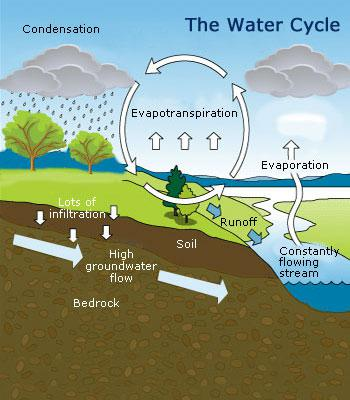 The Water Cycle
Condensation
Evapotranspiration
Evaporation
Lots of
infiltration
Runoff
Soil
High
groundwater
flow
Constantly
flowing
stream
Bedrock